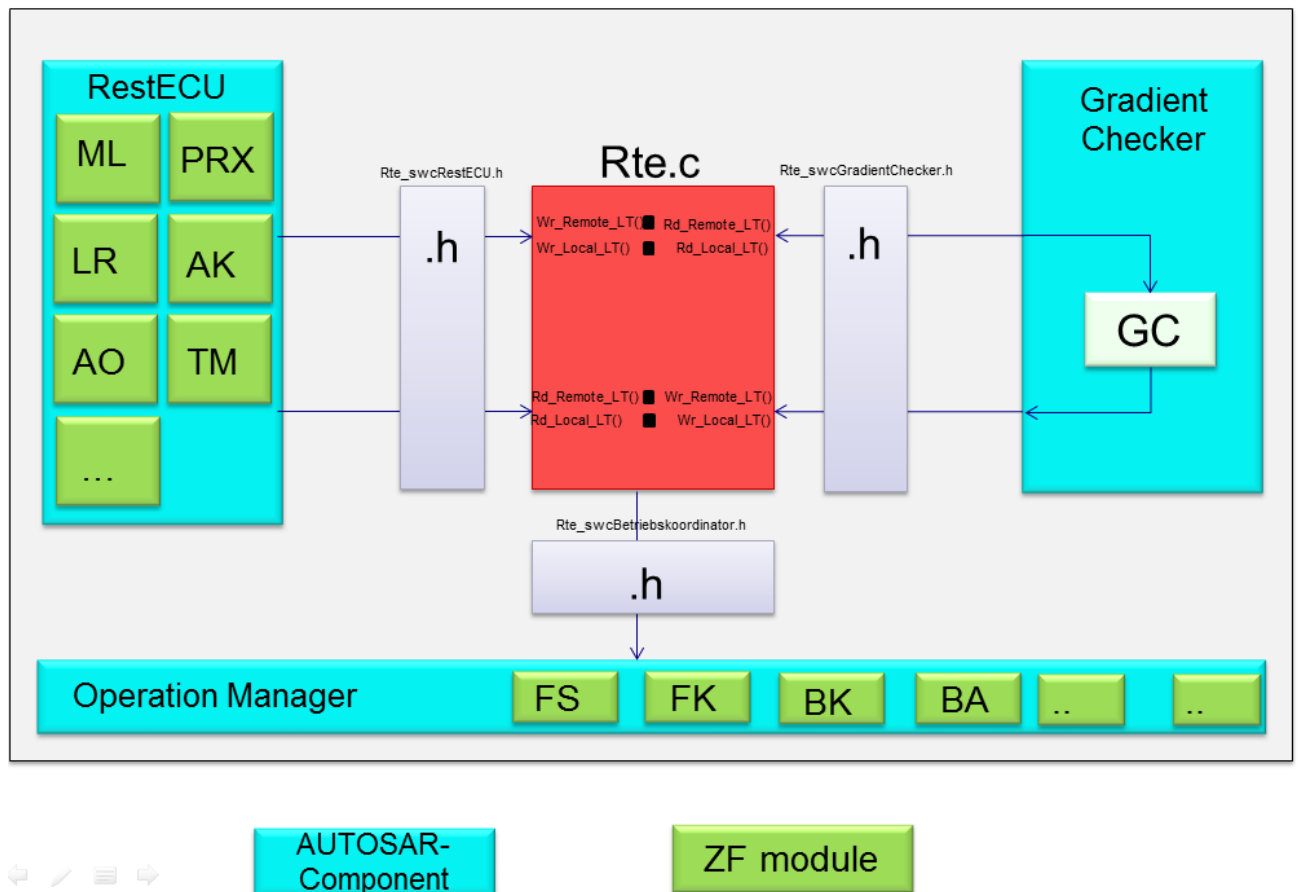 RestECU
ML
PRX
LR
AK
AO
TM
...
Rte_swcRestECU.h
.h
Rte.c
Wr_Remote_LT()
Rd_Remote_LT()
Wr_Local_LT()
Rd_Local_LT()
Rd_Remote_LT()
Wr_Remote_LT()
Rd_Local_LT()
Wr_Local_LT()
Rte_swcGradientChecker.h
.h
Gradient
Checker
GC
Rte_swcBetriebskoordinator.h
.h
Operation Manager
FS
FK
BK
BA
..
..
AUTOSAR-
Component
ZF module